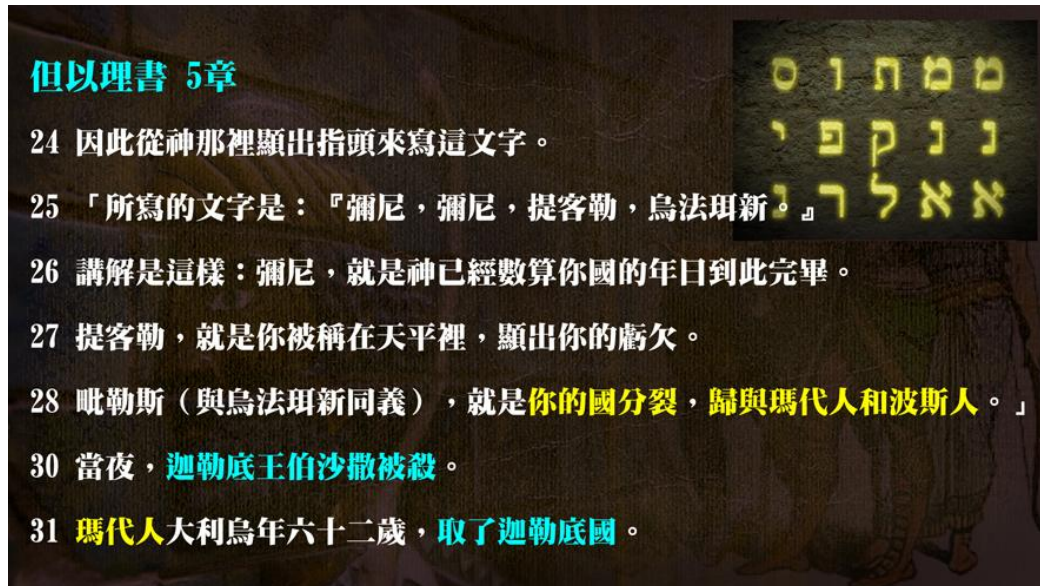 但以理書 5章
ממתוס
ננקפי
אאלר
24 因此從神那裡顯出指頭來寫這文字。
25 「所寫的文字是：『彌尼，彌尼，提客勒，烏法珥新。』
26 講解是這樣：彌尼，就是神已經數算你國的年日到此完畢。
27 提客勒，就是你被稱在天平裡，顯出你的虧欠。
28 毗勒斯（與烏法珥新同義），就是你的國分裂，歸與瑪代人和波斯人。」
30 當夜，迦勒底王伯沙撒被殺。
31 瑪代人大利烏年六十二歲，取了迦勒底國。